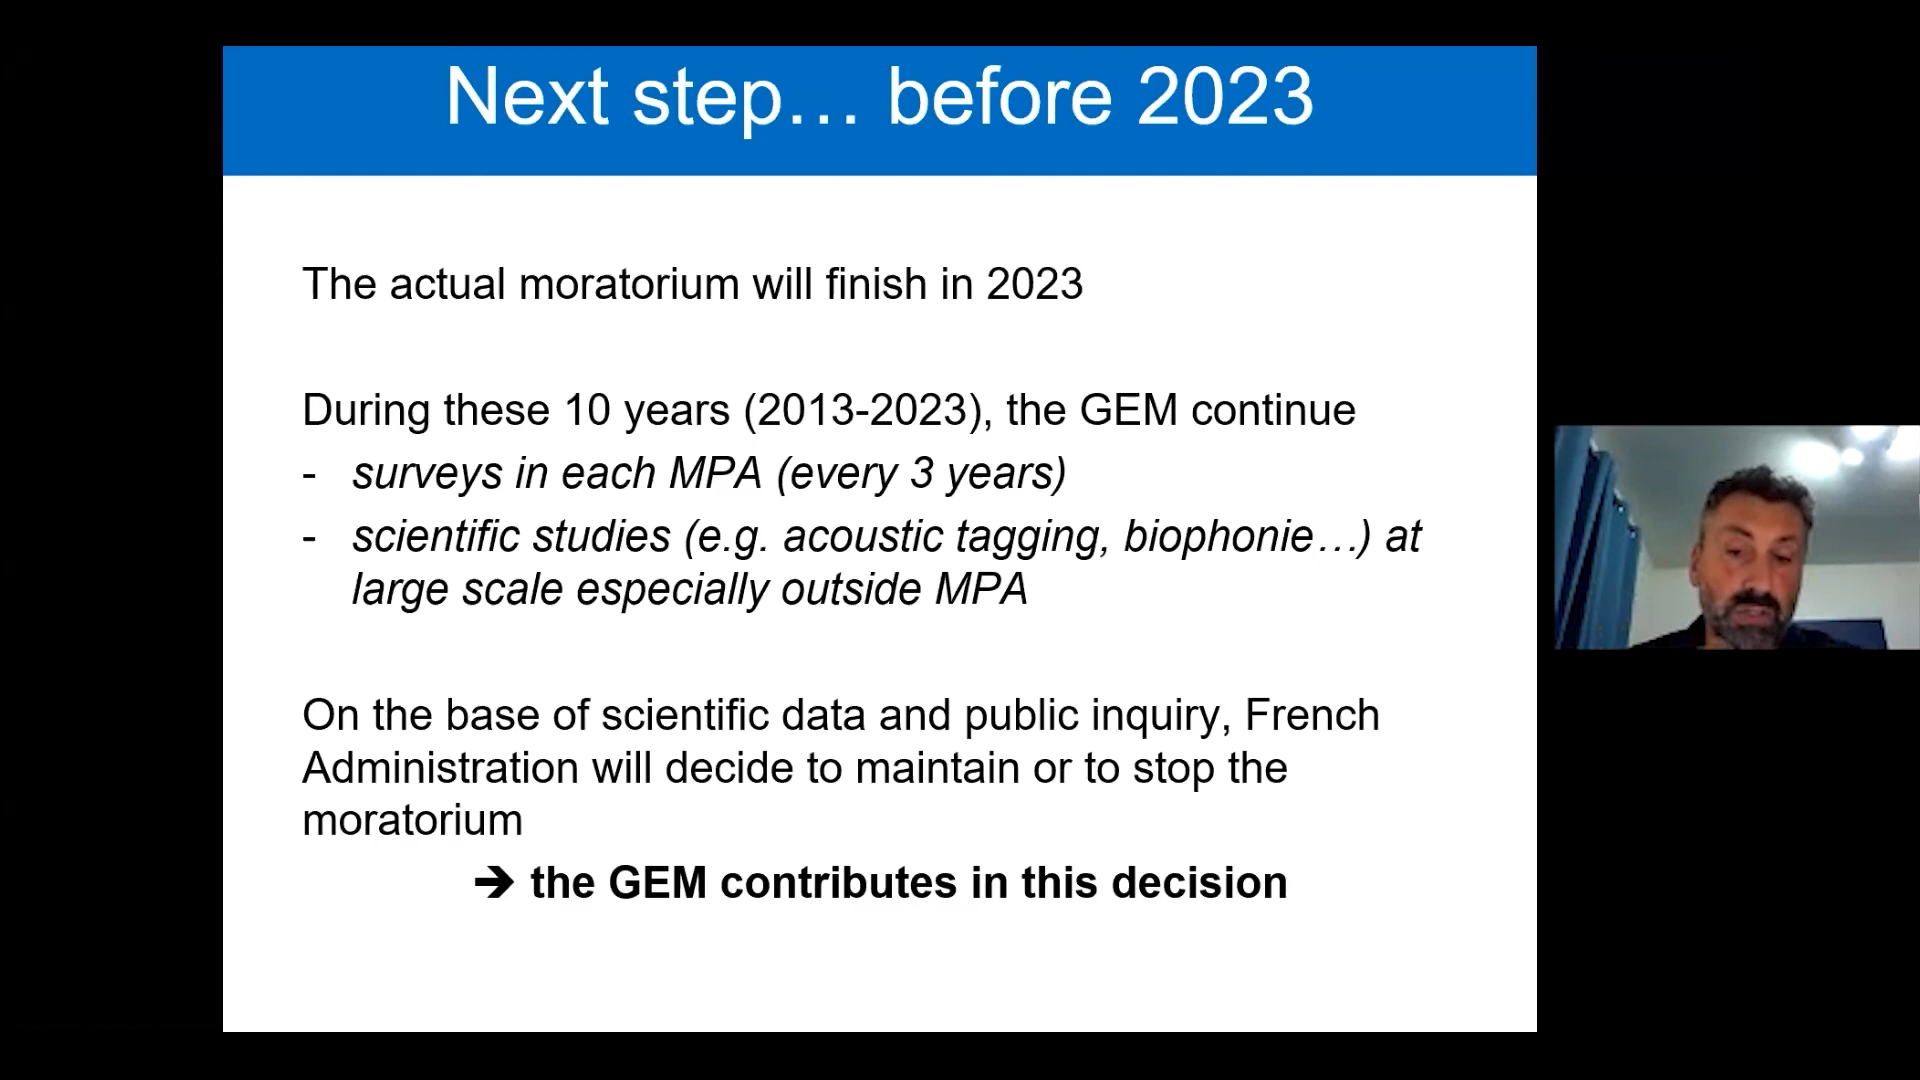 Next step… before 2023
The actual moratorium will finish in 2023
During these 10 years (2013-2023), the GEM continue
- surveys in each MPA (every 3 years)
- scientific studies (e.g. acoustic tagging, biophonie…) at
large scale especially outside MPA
On the base of scientific data and public inquiry, French
Administration will decide to maintain or to stop the
moratorium
➔ the GEM contributes in this decision